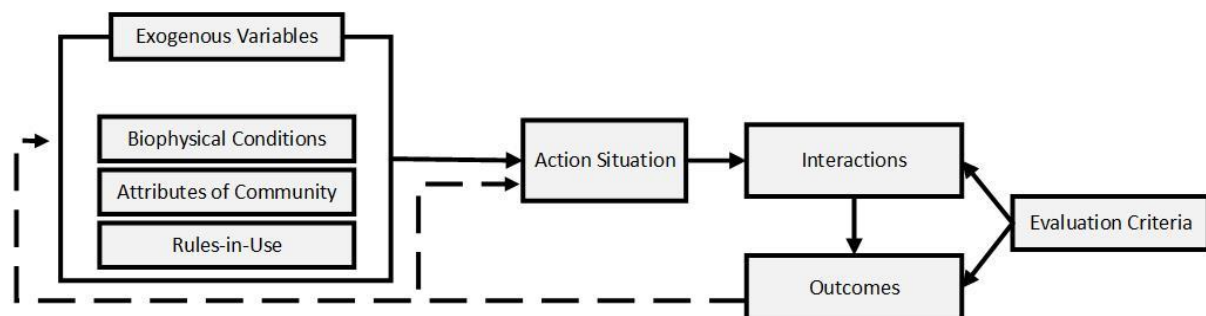 Exogenous Variables
Biophysical Conditions
Attributes of Community
Rules-in-Use
Action Situation
Interactions
Outcomes
Evaluation Criteria